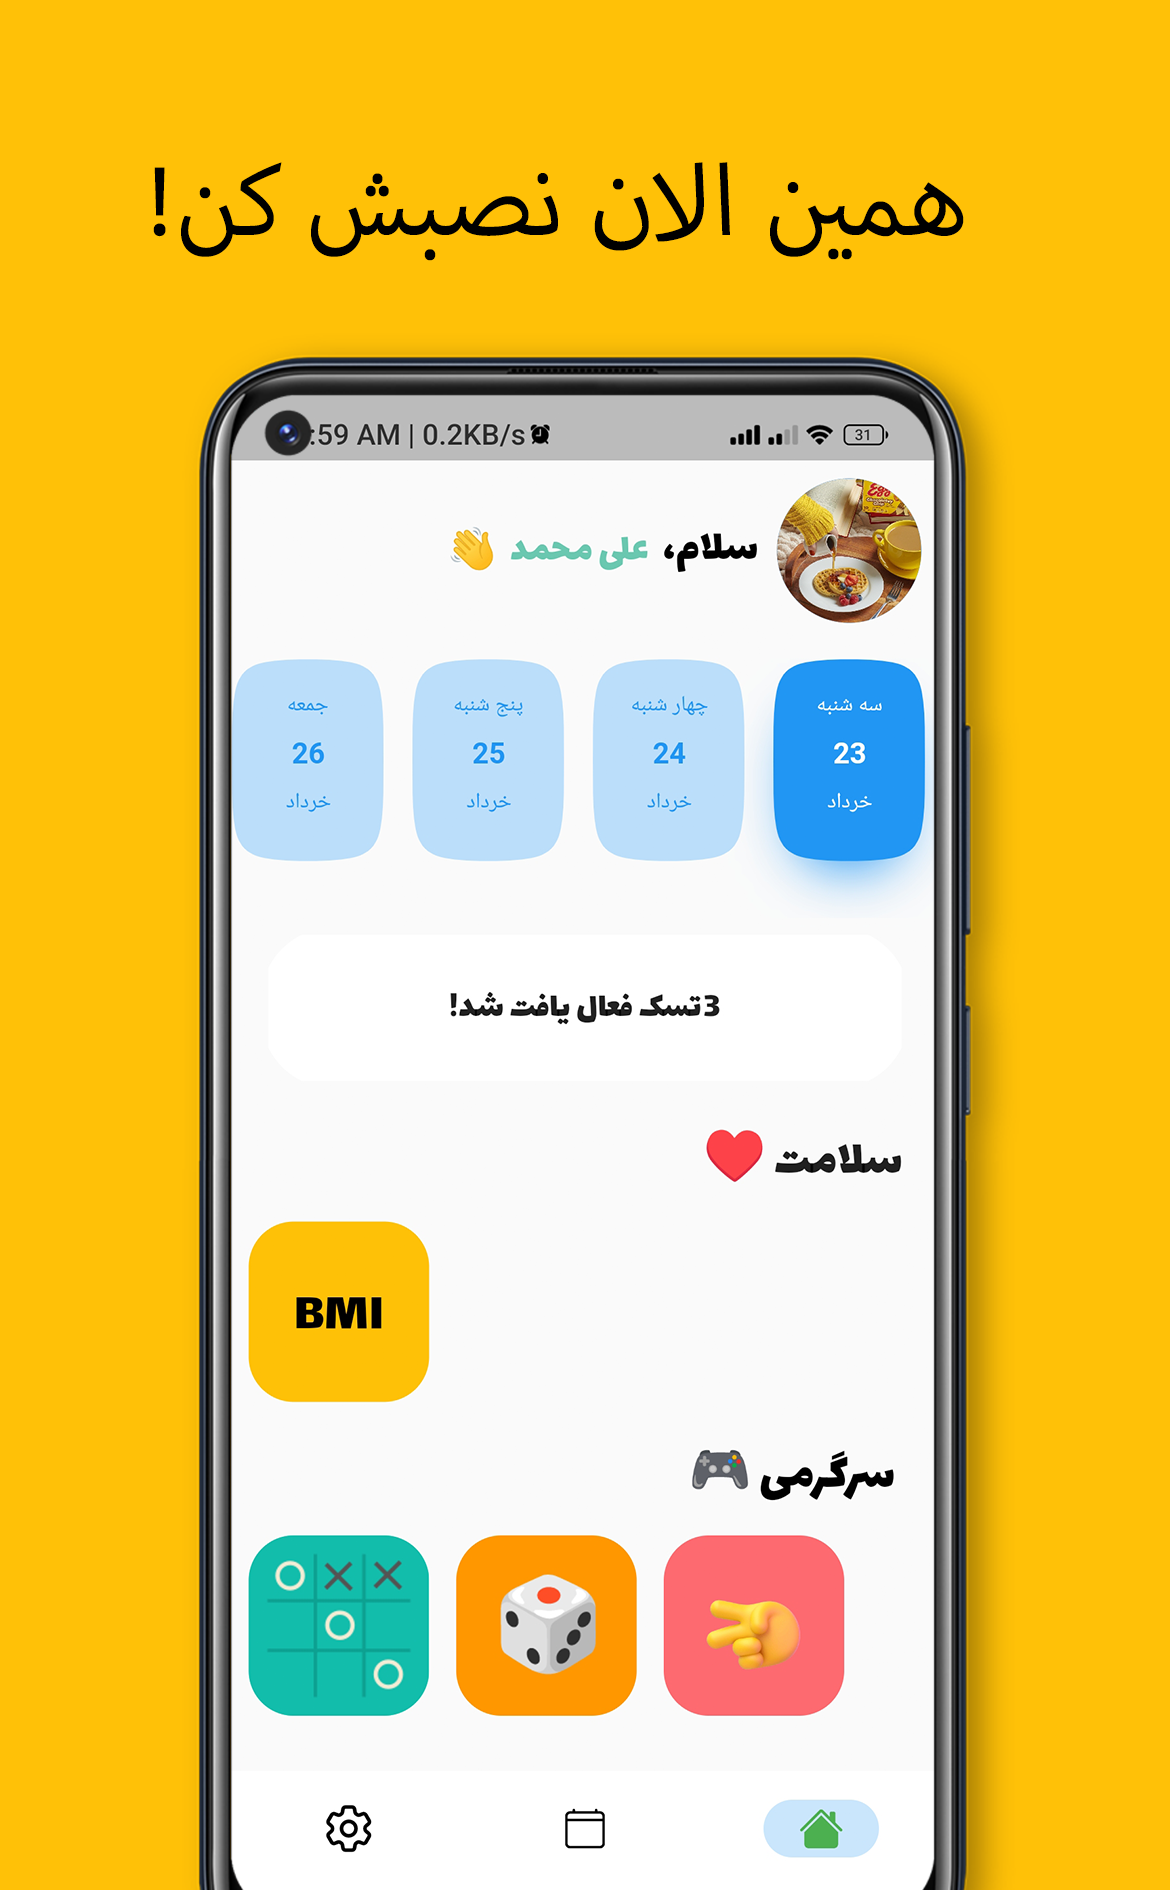 همین الان نصبش کن!
:59 AM | 0.2KB/s
31
سلام، علی محمد 👋
سه شنبه
23
خرداد
چهار شنبه
24
خرداد
پنج شنبه
25
خرداد
جمعه
26
خرداد
3تسک فعال یافت شد!
سلامت ❤️
BMI
سرگرمی 🎮